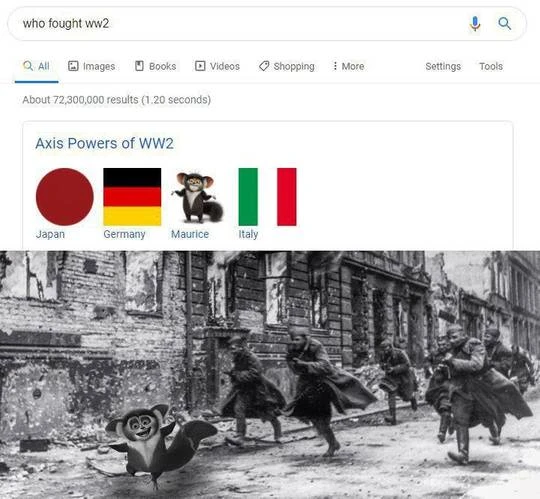 who fought ww2
All Images Books Videos Shopping More Settings Tools
About 72,300,000 results (1.20 seconds)
Axis Powers of WW2
Japan Germany Maurice Italy